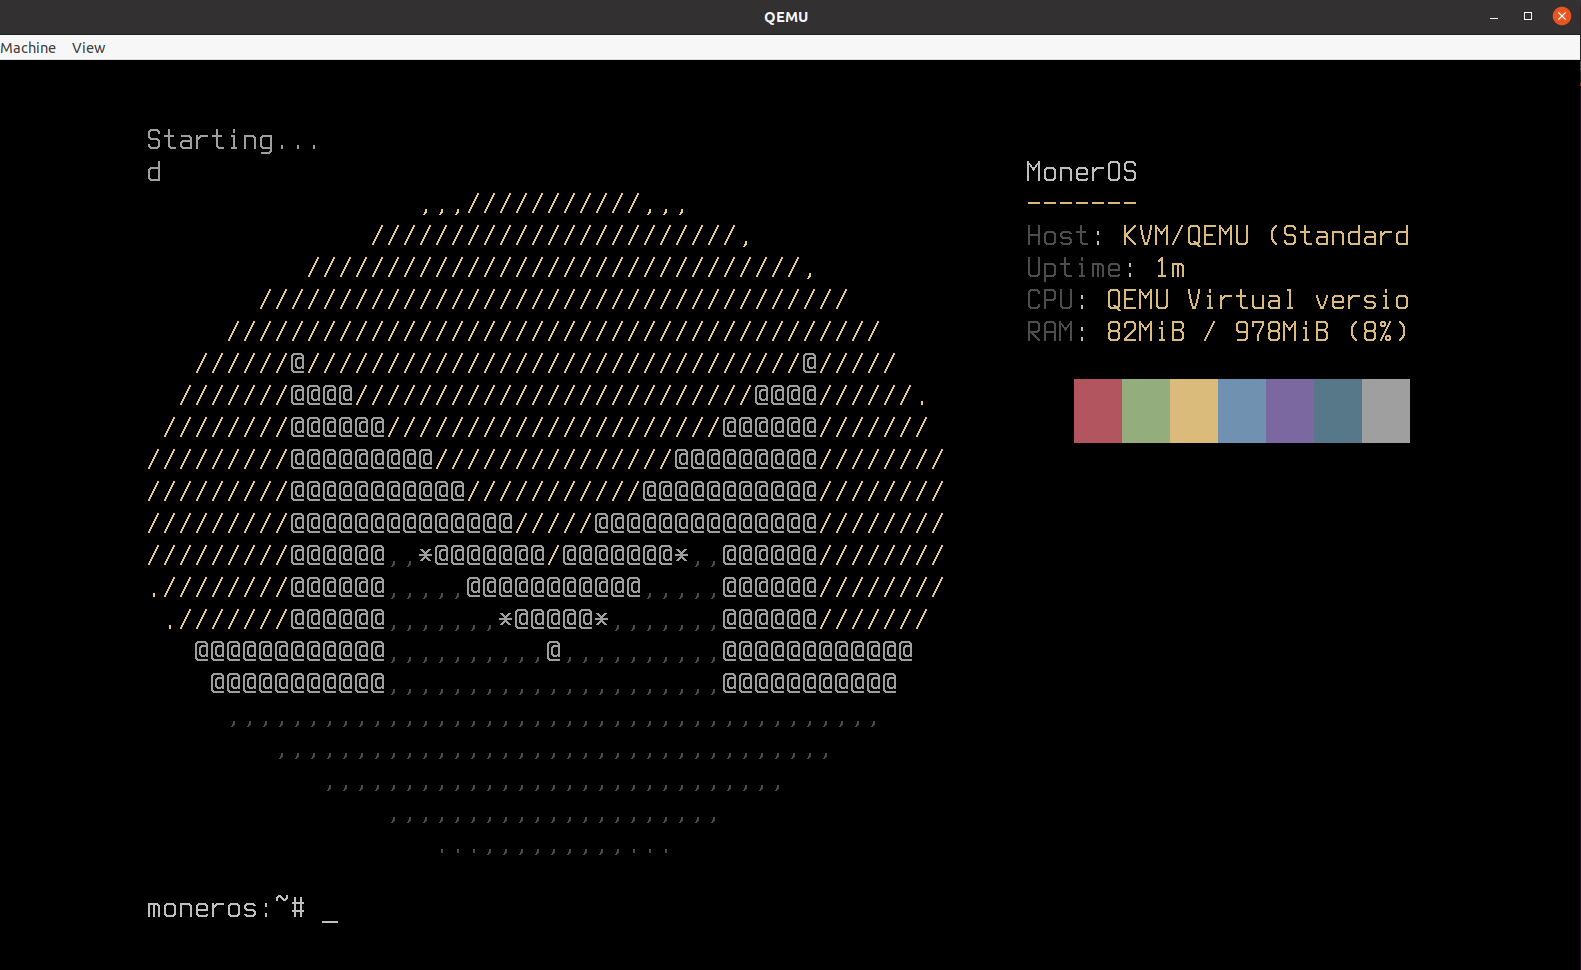 QEMU
Machine View
Starting...
d
MonerOS
-------
Host: KVM/QEMU (Standard
Uptime: 1m
CPU: QEMU Virtual versio
RAM: 82MiB / 978MiB (8%)
moneros:~# _